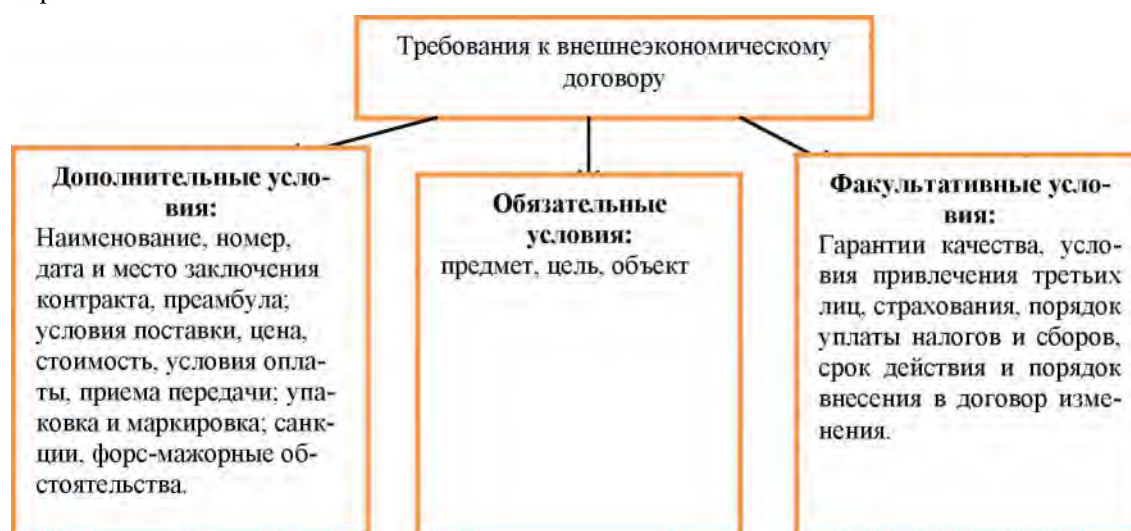 Требования к внешнеэкономическому
договору
Дополнительные усло-
вия:
Наименование, номер,
дата и место заключения
контракта, преамбула;
условия поставки, цена,
стоимость, условия опла-
ты, приема передачи; упа-
ковка и маркировка; санк-
ции, форс-мажорные об-
стоятельства.
Обязательные
условия:
предмет, цель, объект
Факультативные усло-
вия:
Гарантии качества, усло-
вия привлечения третьих
лиц, страхования, порядок
уплаты налогов и сборов,
срок действия и порядок
внесения в договор изме-
нения.